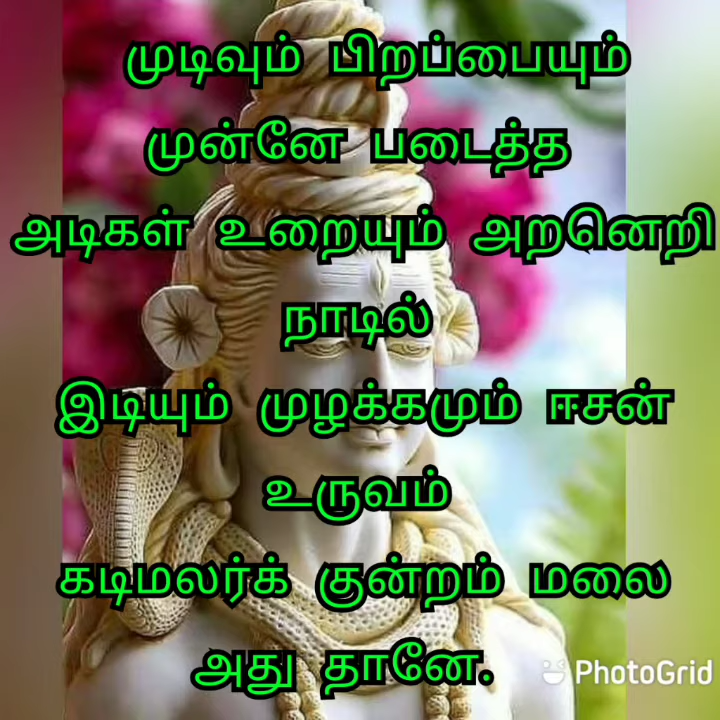 முடிவும் பிறப்பையும்
முன்னே படைத்த
அடிகள் உறையும் அறனெறி
நாடில்
இடியும் முழக்கமும் ஈசன்
உருவம்
கடிமலர்க் குன்றம் மலை
அது தானே.
PhotoGrid